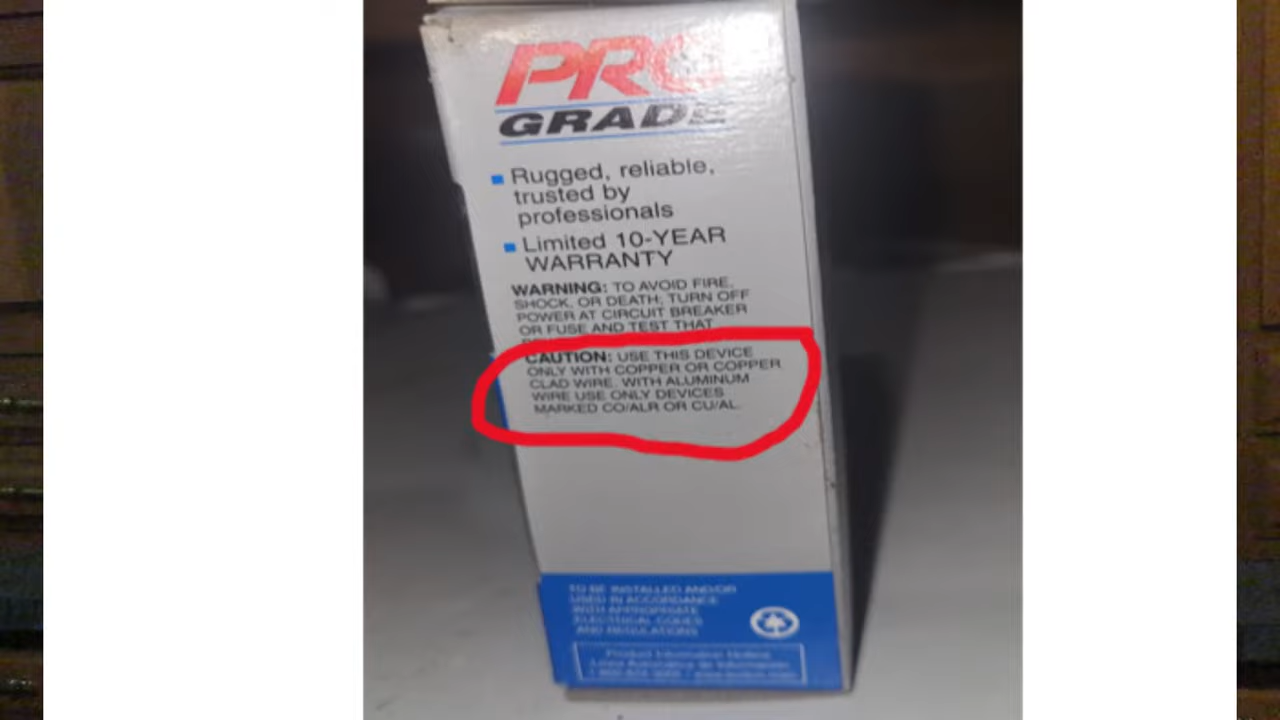 PRO
GRADE
Rugged, reliable,
trusted by
professionals
Limited 10-YEAR
WARRANTY
WARNING: TO AVOID FIRE,
SHOCK, OR DEATH, TURN OFF
POWER AT CIRCUIT BREAKER
OR FUSE AND TEST THAT
CAUTION: USE THIS DEVICE
ONLY WITH COPPER OR COPPER
CLAD WIRE. WITH ALUMINUM
WIRE USE ONLY DEVICES
MARKED CO/ALR OR CU/AL.
TO BE INSTALLED AND/OR
USED IN ACCORDANCE
WITH APPROPRIATE
ELECTRICAL CODES
AND REGULATIONS
Product Information Hotline